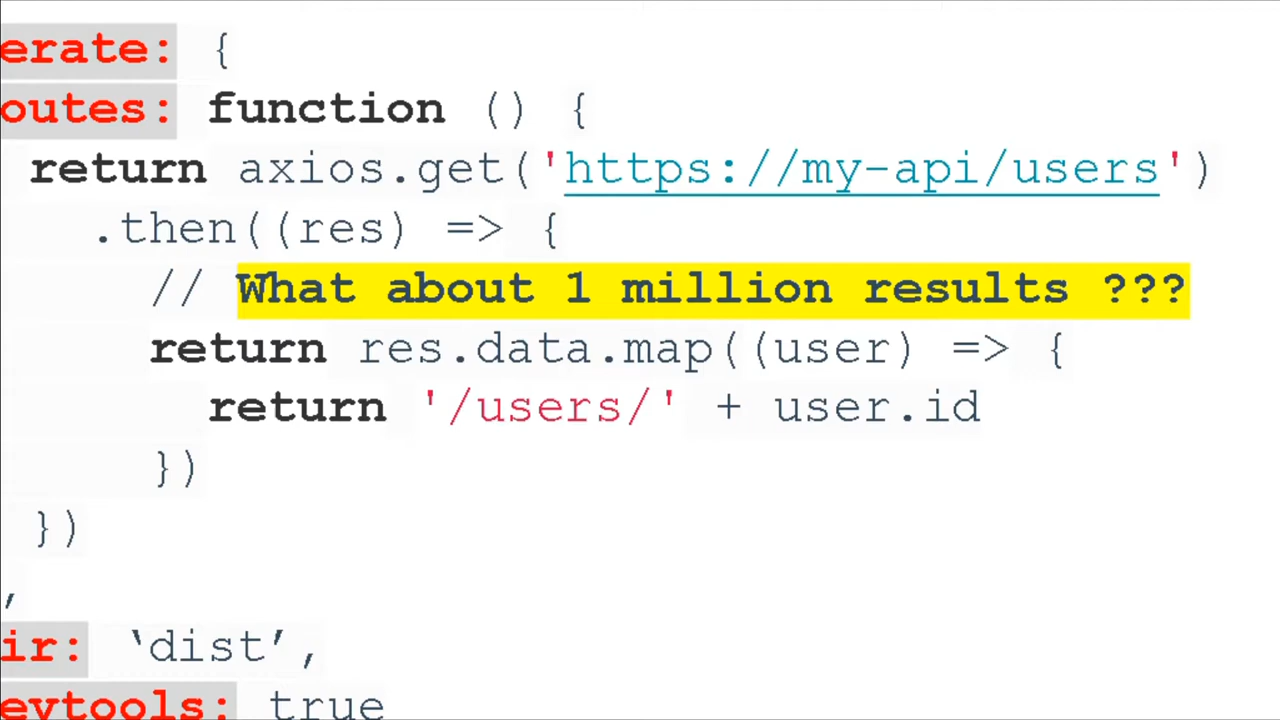 erate: {
outes: function () {
return axios.get('https://my-api/users')
.then((res) => {
// What about 1 million results ???
return res.data.map((user) => {
return '/users/' + user.id
})
})
,
ir: ‘dist’,
evtools: true